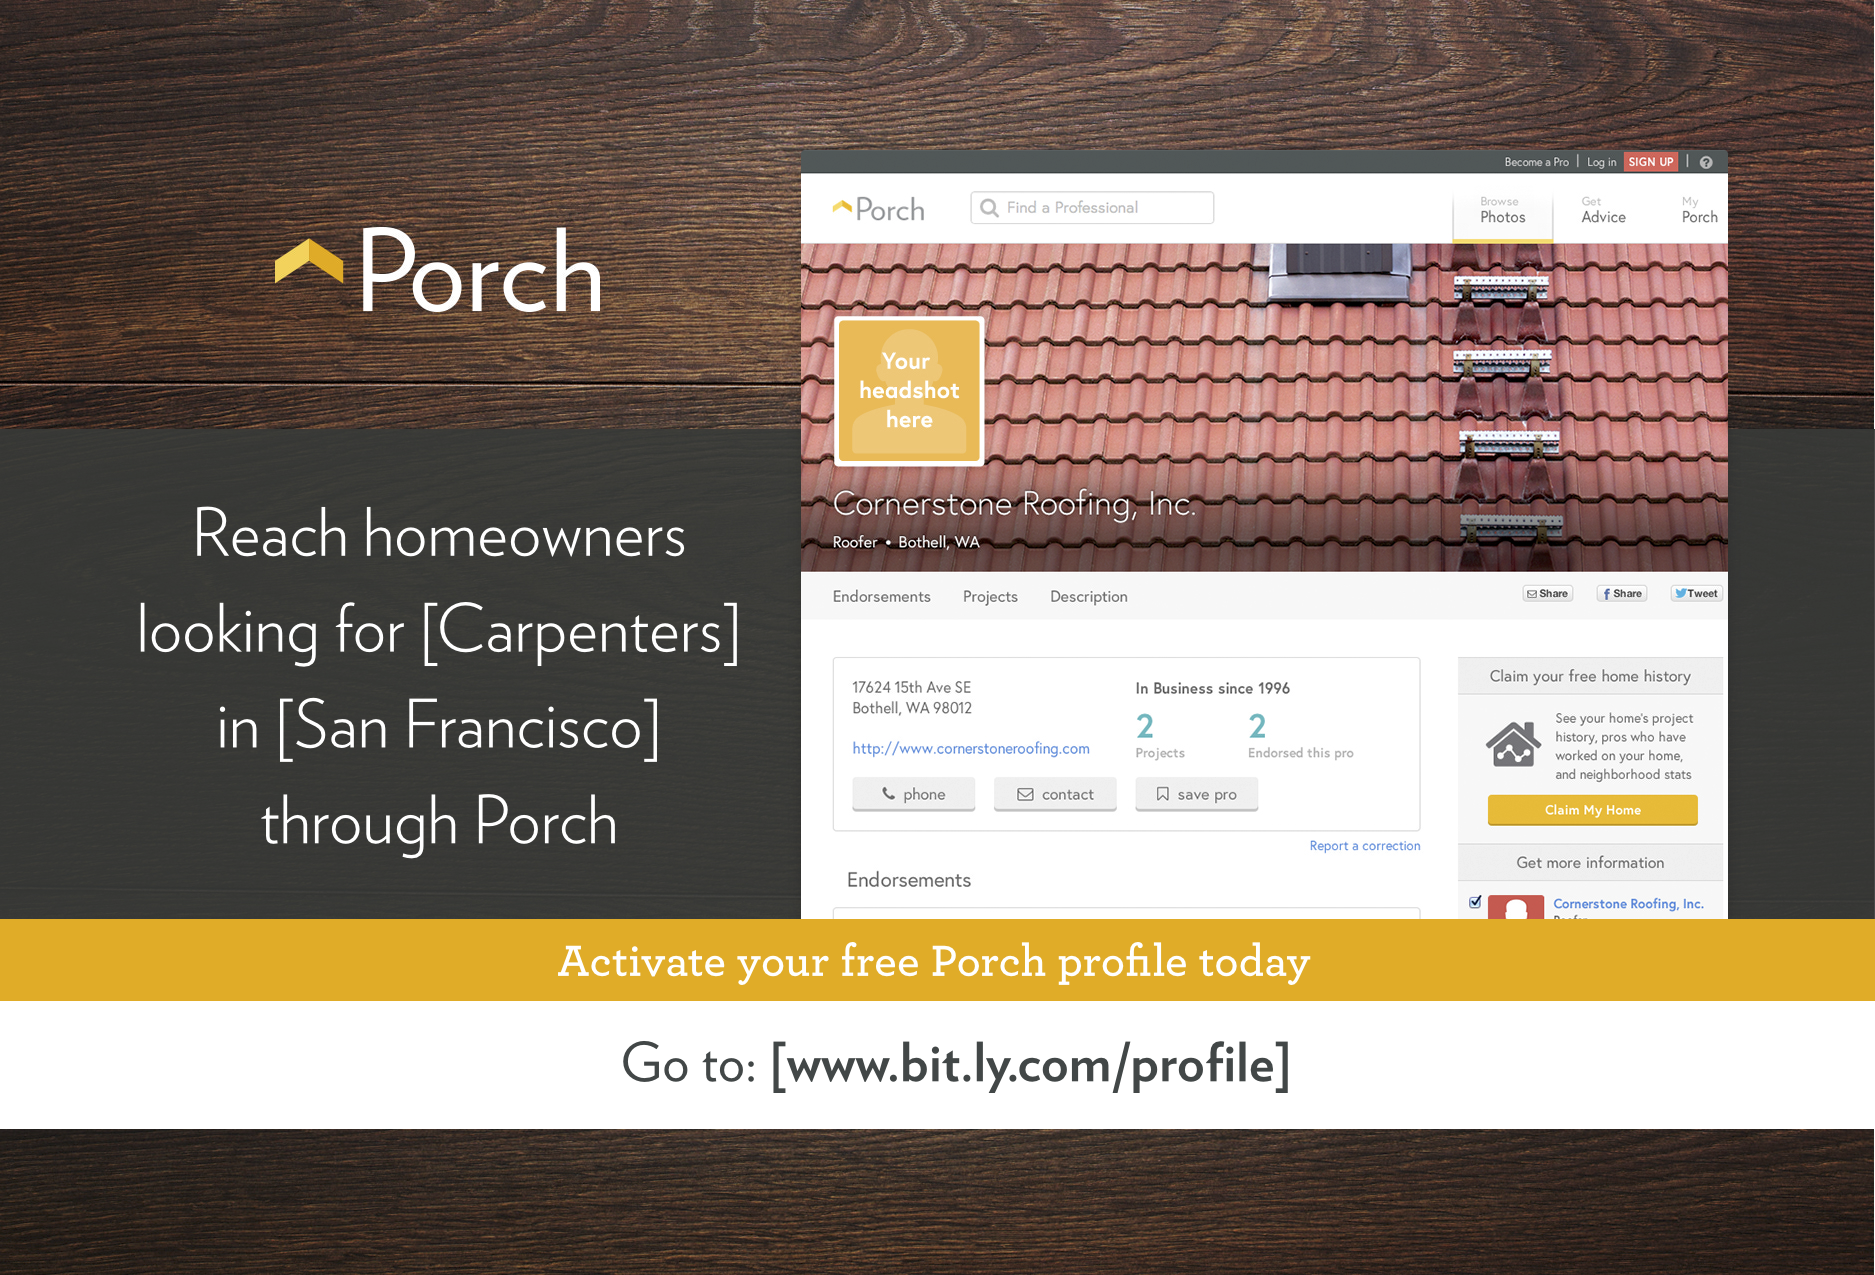 Porch
Reach homeowners
looking for [Carpenters]
in [San Francisco]
through Porch
Become a Pro | Log in SIGN UP | ?
Porch
Find a Professional
Browse
Photos
Get
Advice
My
Porch
Your
headshot
here
Cornerstone Roofing, Inc.
Roofer • Bothell, WA
Endorsements Projects Description
Share f Share Tweet
17624 15th Ave SE
Bothell, WA 98012
http://www.cornerstoneroofing.com
In Business since 1996
2 2
Projects Endorsed this pro
phone contact save pro
Report a correction
Endorsements
Claim your free home history
See your home's project
history, pros who have
worked on your home,
and neighborhood stats
Claim My Home
Get more information
Cornerstone Roofing, Inc.
Activate your free Porch profile today
Go to: [www.bit.ly.com/profile]